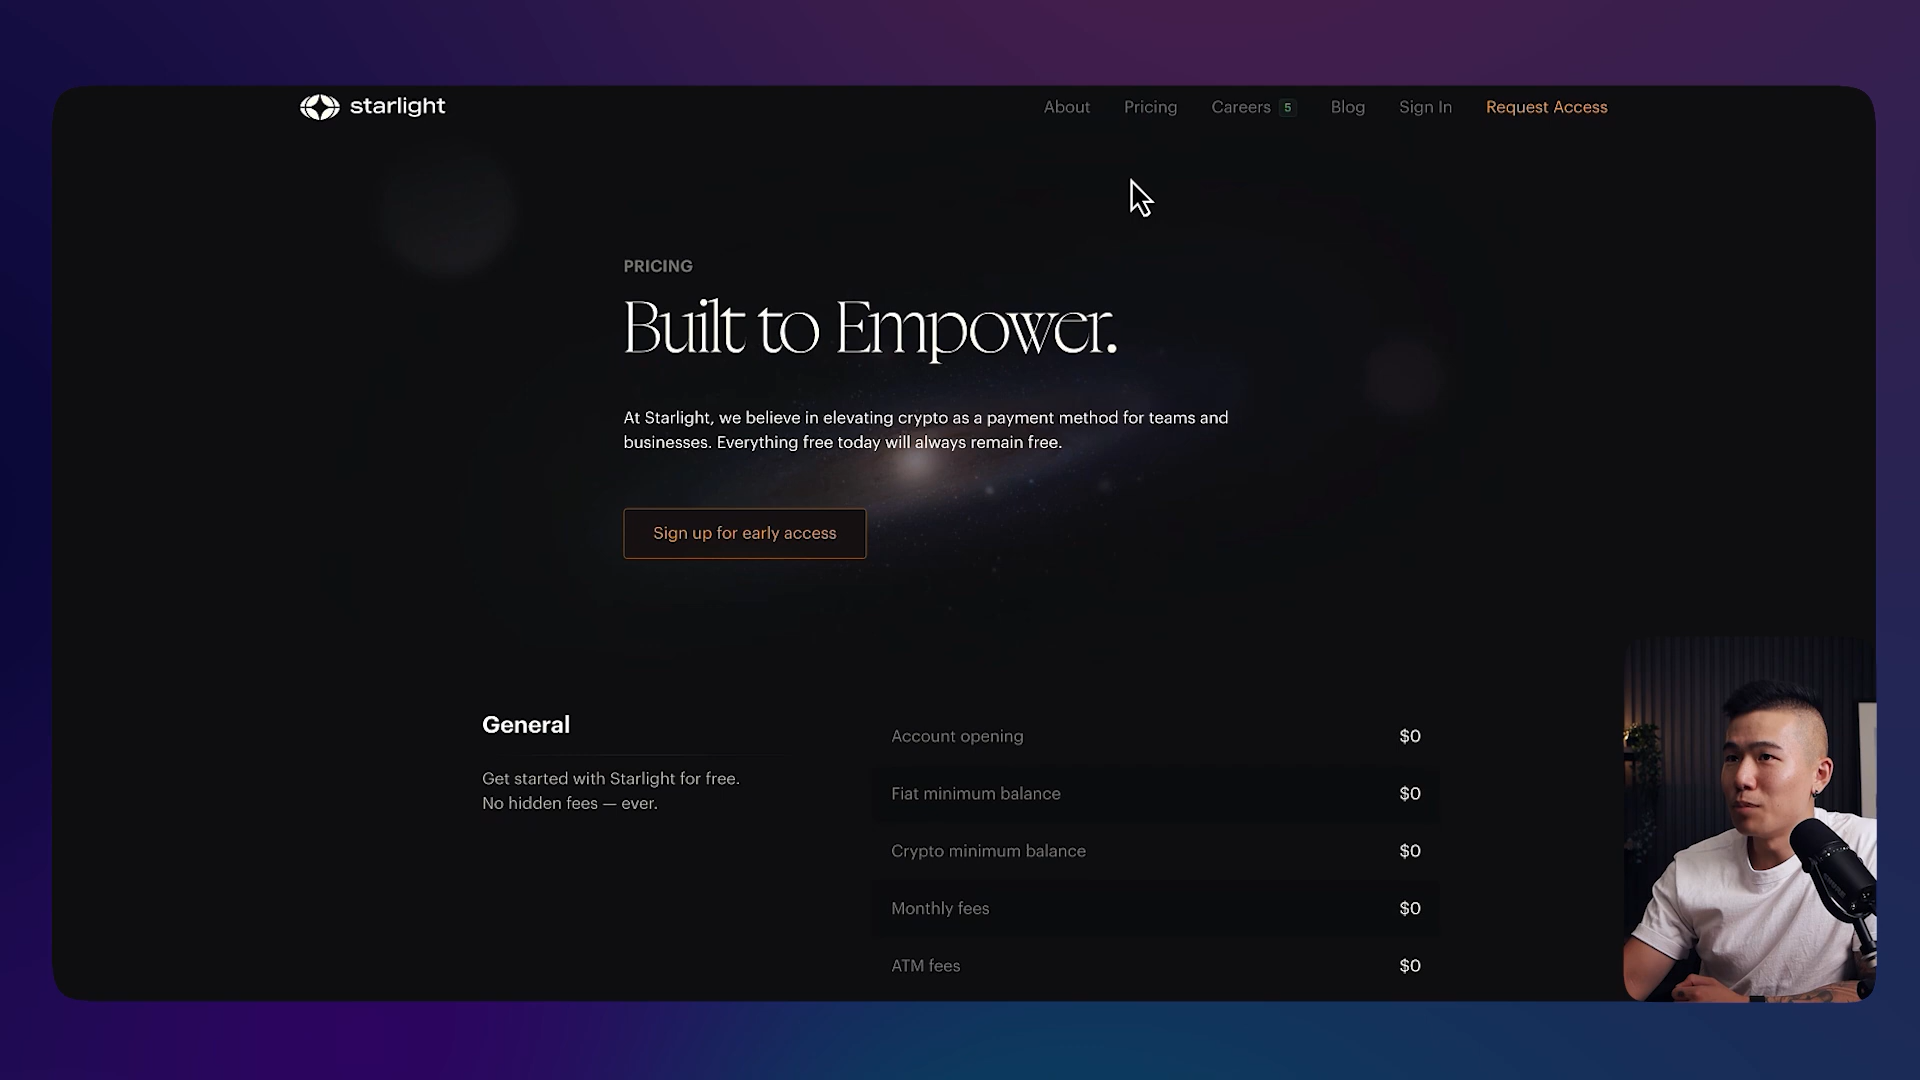 starlight
About Pricing Careers 5 Blog Sign In Request Access
PRICING
Built to Empower.
At Starlight, we believe in elevating crypto as a payment method for teams and
businesses. Everything free today will always remain free.
Sign up for early access
General
Get started with Starlight for free.
No hidden fees — ever.
Account opening $0
Fiat minimum balance $0
Crypto minimum balance $0
Monthly fees $0
ATM fees $0